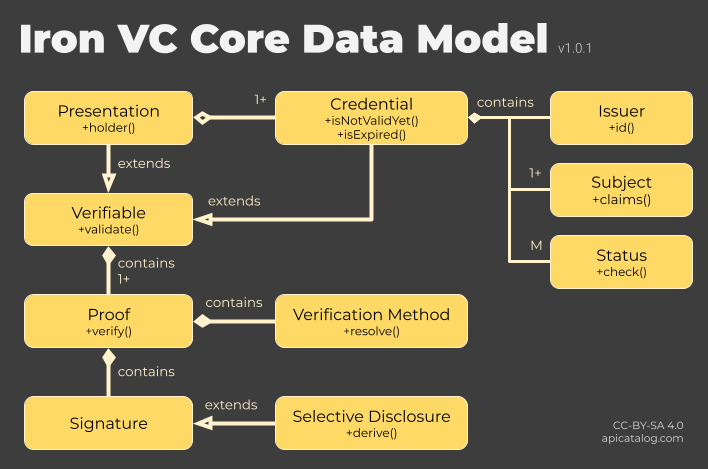 Iron VC Core Data Model v1.0.1
Presentation
+holder()
1+
Credential
+isNotValidYet()
+isExpired()
contains
Issuer
+id()
extends
1+
Subject
+claims()
Verifiable
+validate()
extends
M
Status
+check()
contains
1+
Proof
+verify()
contains
Verification Method
+resolve()
contains
Signature
extends
Selective Disclosure
+derive()
CC-BY-SA 4.0
apicatalog.com